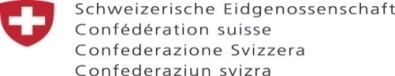 Schweizerische Eidgenossenschaft
Confédération suisse
Confederazione Svizzera
Confederaziun svizra